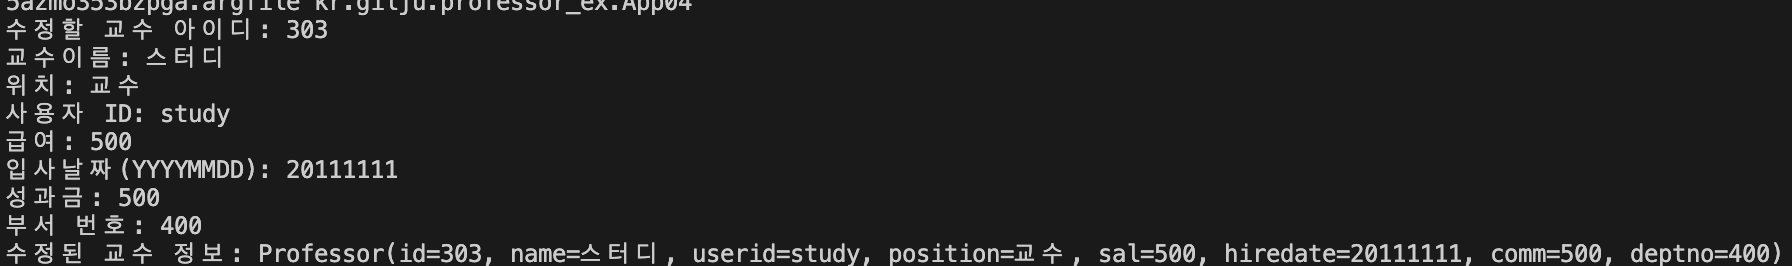 5azmo353bzpga.argfile kr.gilju.professor_ex.App04
수정할 교수 아이디: 303
교수이름: 스터디
위치: 교수
사용자 ID: study
급여: 500
입사날짜(YYYYMMDD): 20111111
성과금: 500
부서 번호: 400
수정된 교수 정보: Professor(id=303, name=스터디, userid=study, position=교수, sal=500, hiredate=20111111, comm=500, deptno=400)